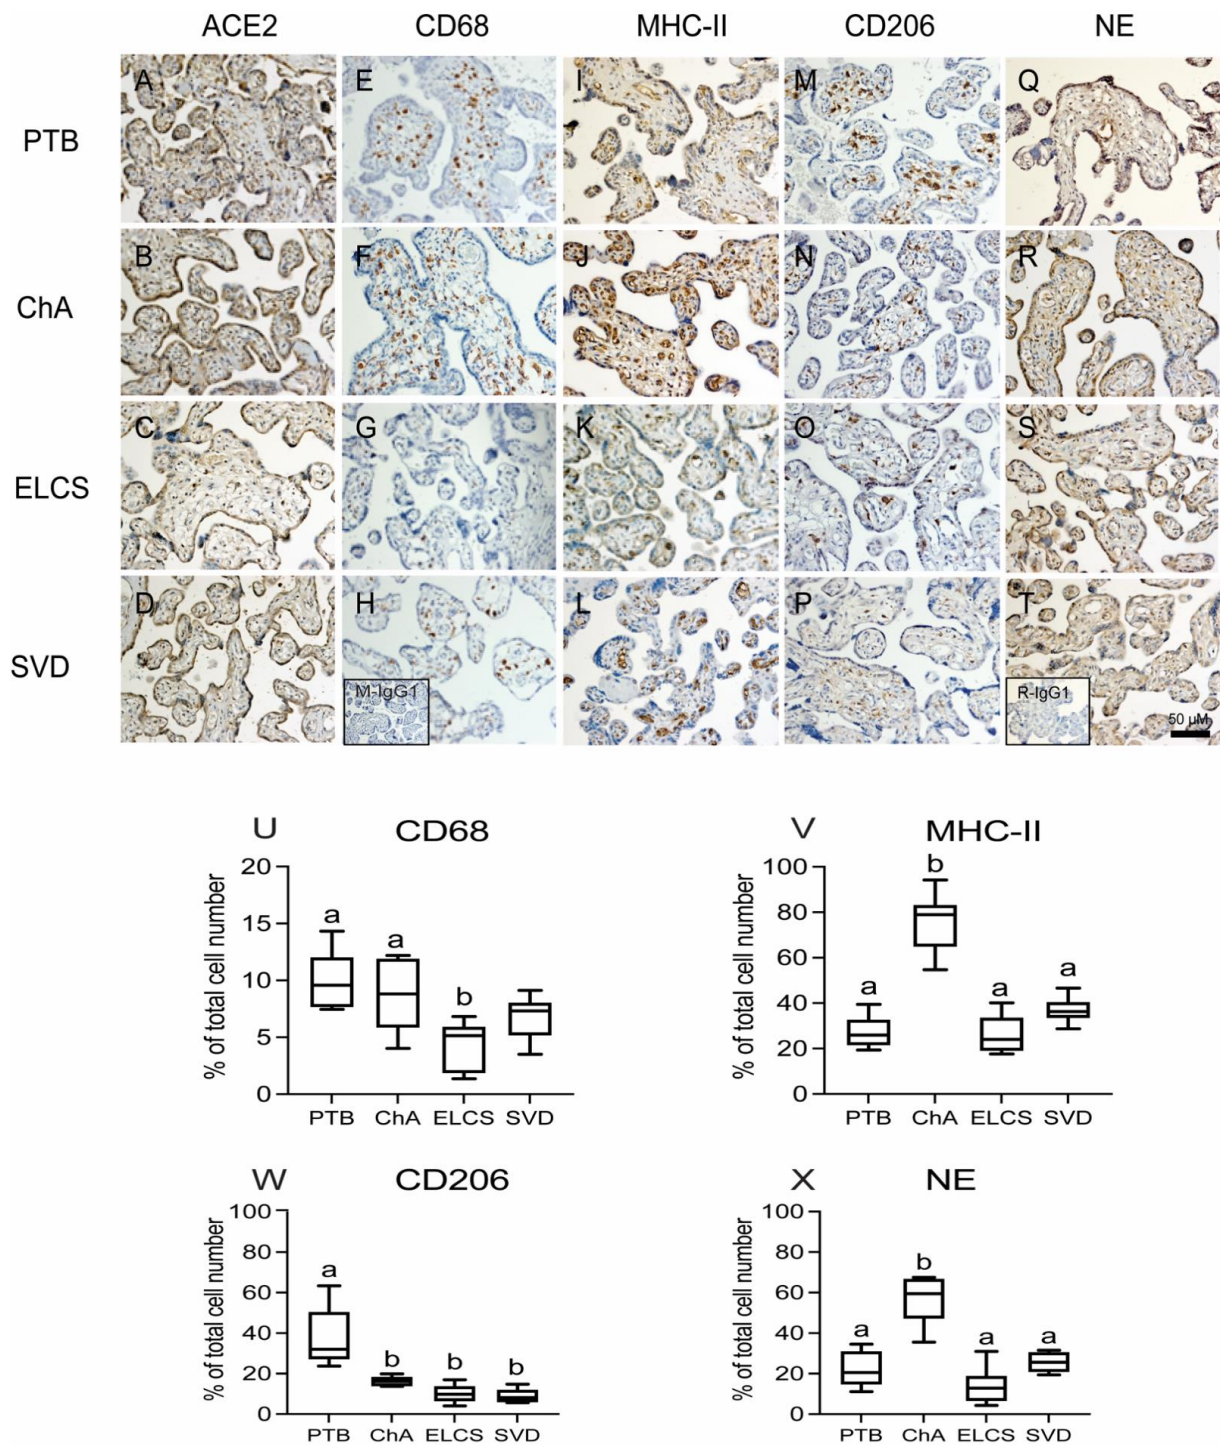 ACE2 CD68 MHC-II CD206 NE
PTB A E I M Q
ChA B F J N R
ELCS C G K O S
SVD D H L P T
M-IgG1 R-IgG1
50 µM
U CD68
% of total cell number
20
15
10
5
0
a a b
PTB ChA ELCS SVD
V MHC-II
% of total cell number
100
80
60
40
20
0
a b a a
PTB ChA ELCS SVD
W CD206
% of total cell number
100
80
60
40
20
0
a b b b
PTB ChA ELCS SVD
X NE
% of total cell number
100
80
60
40
20
0
a b a a
PTB ChA ELCS SVD